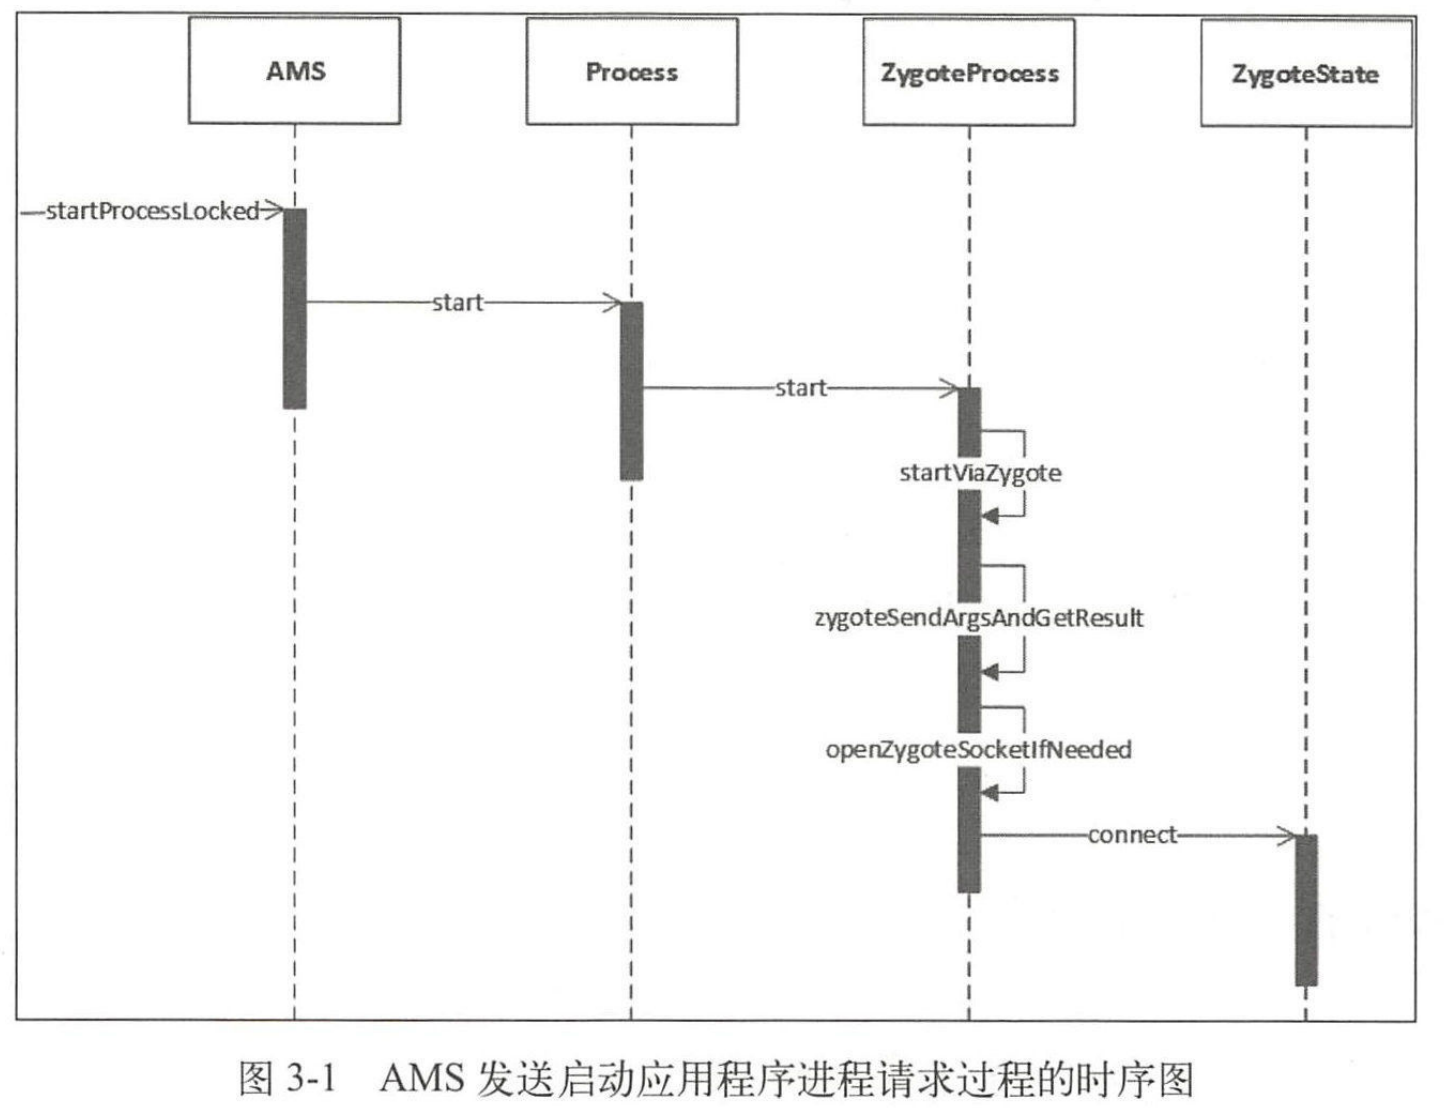 AMS Process ZygoteProcess ZygoteState
startProcessLocked
start
start
startViaZygote
zygoteSendArgsAndGetResult
openZygoteSocketIfNeeded
connect
图 3-1 AMS 发送启动应用程序进程请求过程的时序图